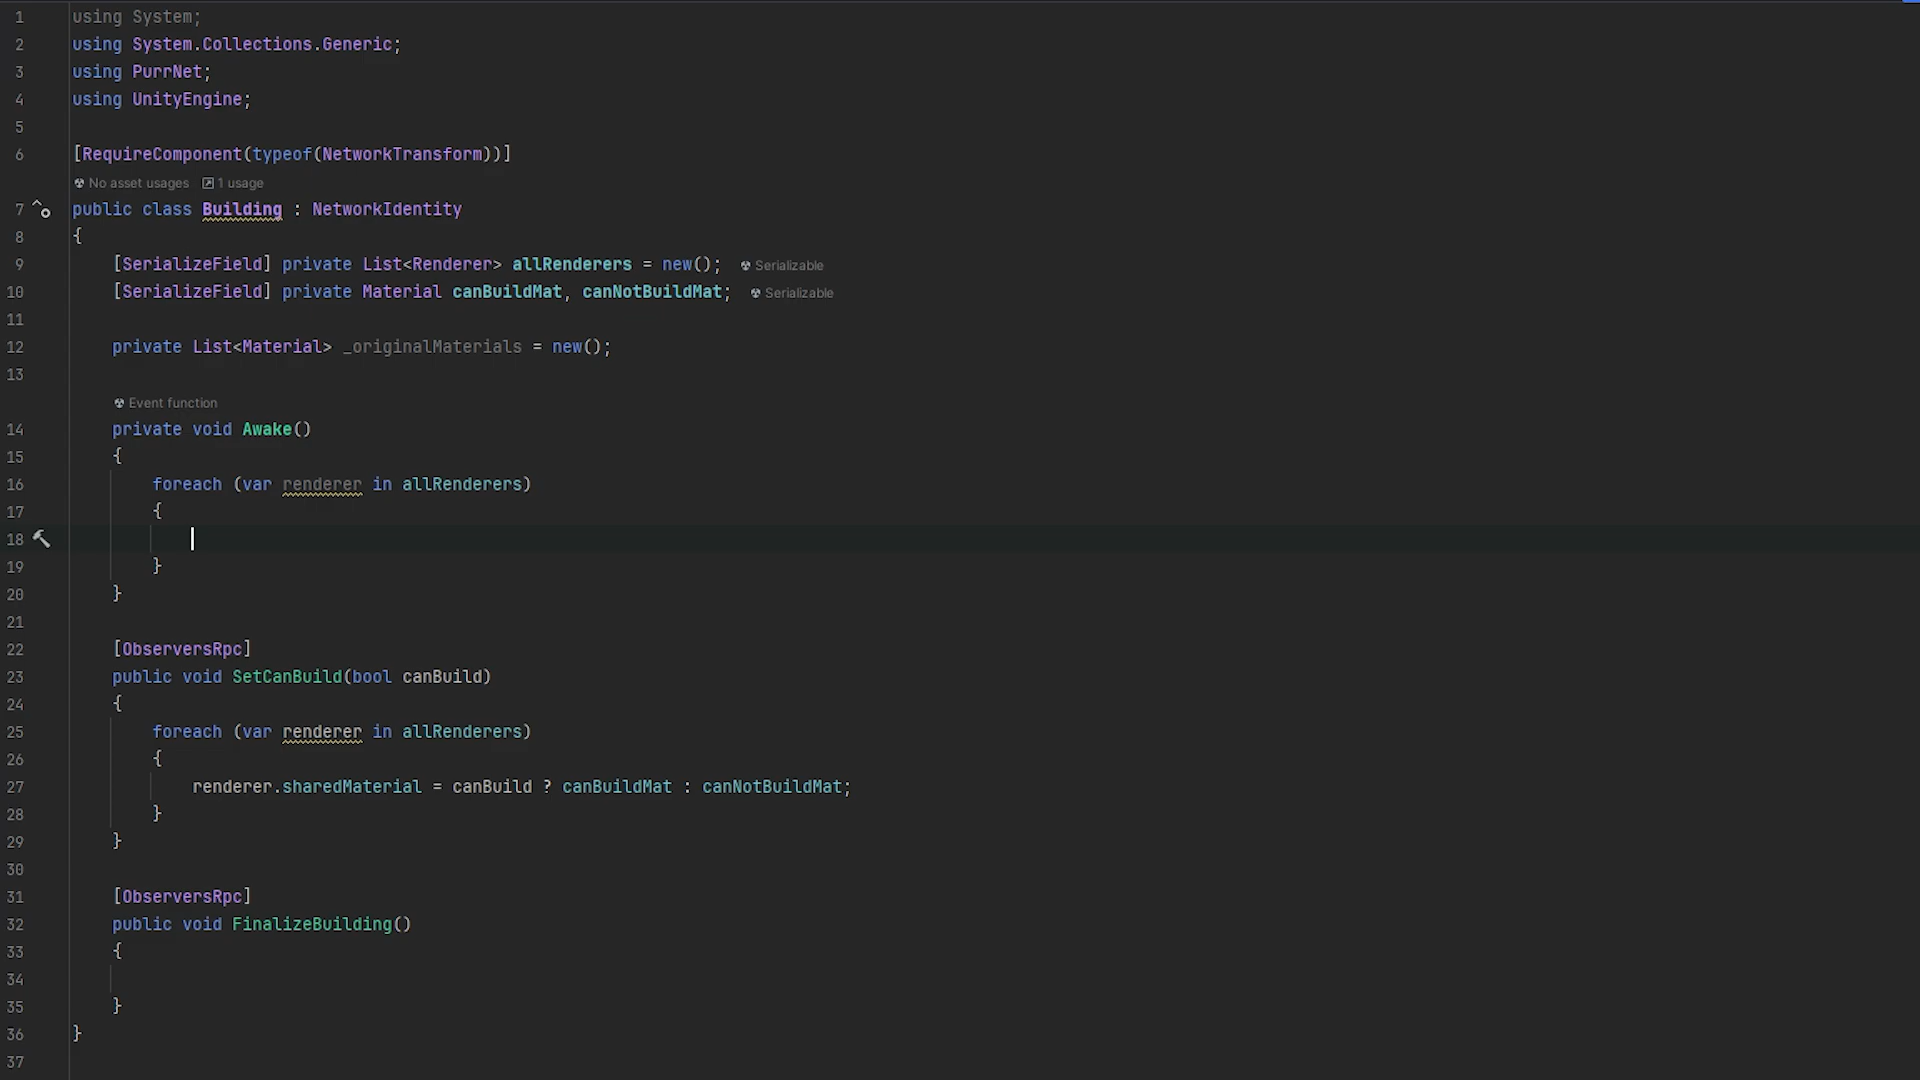 1 using System;
2 using System.Collections.Generic;
3 using PurrNet;
4 using UnityEngine;
5
6 [RequireComponent(typeof(NetworkTransform))]
No asset usages 1 usage
7 public class Building : NetworkIdentity
8 {
9 [SerializeField] private List<Renderer> allRenderers = new(); Serializable
10 [SerializeField] private Material canBuildMat, canNotBuildMat; Serializable
11
12 private List<Material> _originalMaterials = new();
13
Event function
14 private void Awake()
15 {
16 foreach (var renderer in allRenderers)
17 {
18
19 }
20 }
21
22 [ObserversRpc]
23 public void SetCanBuild(bool canBuild)
24 {
25 foreach (var renderer in allRenderers)
26 {
27 renderer.sharedMaterial = canBuild ? canBuildMat : canNotBuildMat;
28 }
29 }
30
31 [ObserversRpc]
32 public void FinalizeBuilding()
33 {
34
35 }
36 }
37